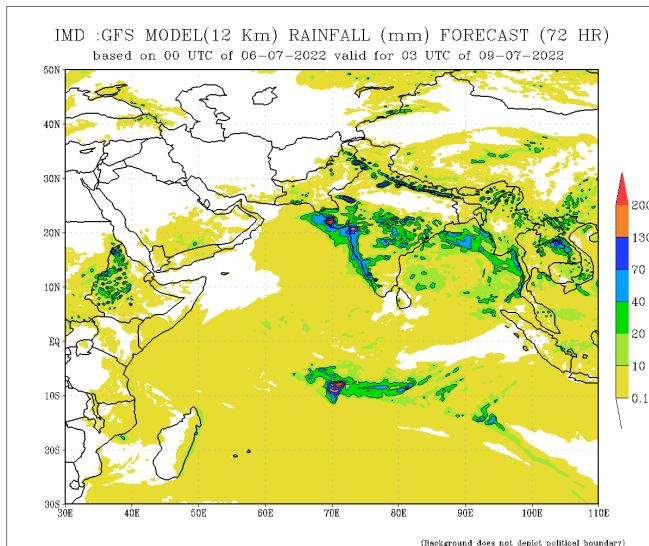 IMD :GFS MODEL(12 Km) RAINFALL (mm) FORECAST (72 HR)
based on 00 UTC of 06-07-2022 valid for 03 UTC of 09-07-2022
50N
40N
30N
20N
10N
EQ
10S
20S
30S
30E 40E 50E 60E 70E 80E 90E 100E 110E
200
130
70
40
20
10
0.1
(Background does not depict political boundary)